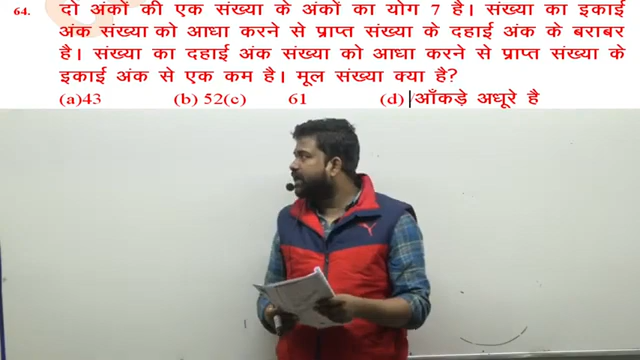 64. दो अंकों की एक संख्या के अंकों का योग 7 है। संख्या का इकाई
अंक संख्या को आधा करने से प्राप्त संख्या के दहाई अंक के बराबर
है। संख्या का दहाई अंक संख्या को आधा करने से प्राप्त संख्या के
इकाई अंक से एक कम है। मूल संख्या क्या है?
(a)43 (b) 52(c) 61 (d) आँकड़े अधूरे है